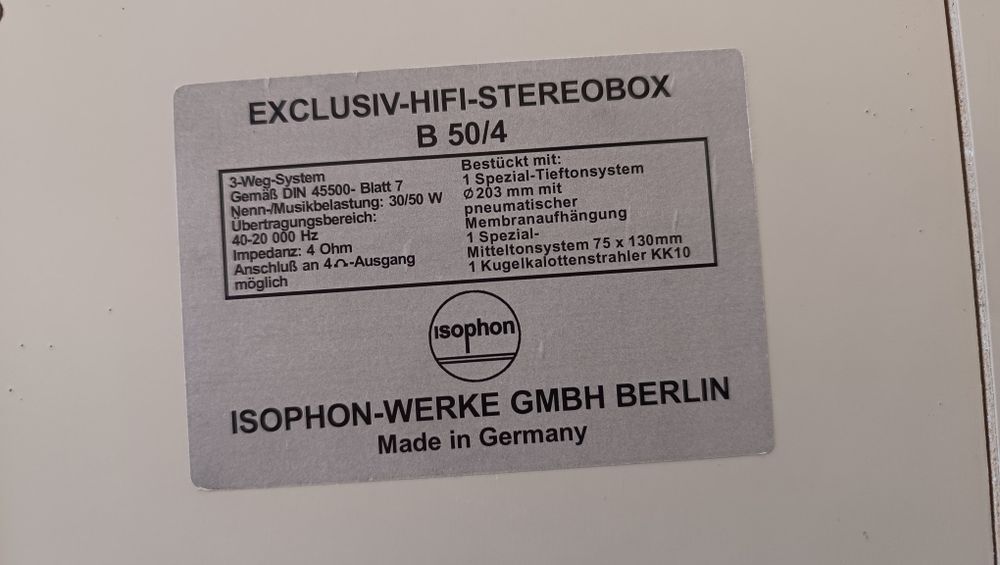 EXCLUSIV-HIFI-STEREOBOX
B 50/4
3-Weg-System
Gemäß DIN 45500- Blatt 7
Nenn-/Musikbelastung: 30/50 W
Übertragungsbereich:
40-20 000 Hz
Impedanz: 4 Ohm
Anschluß an 4Ω-Ausgang
möglich
Bestückt mit:
1 Spezial-Tieftonsystem
Ø 203 mm mit
pneumatischer
Membranaufhängung
1 Spezial-
Mitteltonsystem 75 x 130mm
1 Kugelkalottenstrahler KK10
isophon
ISOPHON-WERKE GMBH BERLIN
Made in Germany